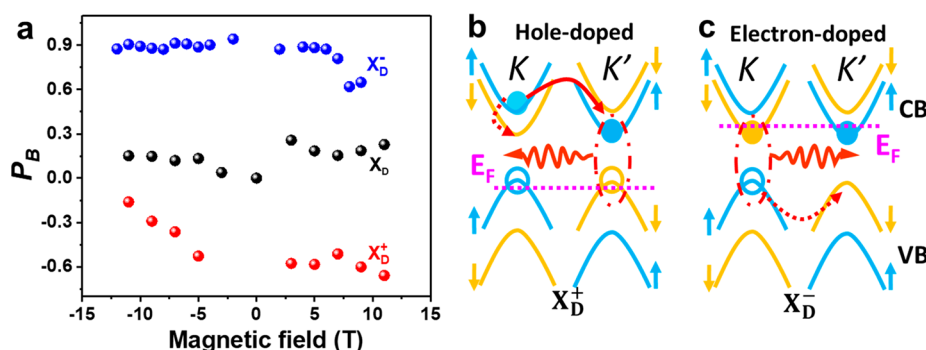 a
0.9
0.6
0.3
0.0
-0.3
-0.6
P_B
X_D^-
X_D
X_D^+
-15 -10 -5 0 5 10 15
Magnetic field (T)
b Hole-doped
K K'
E_F
X_D^+
c Electron-doped
K K'
CB
E_F
VB
X_D^-